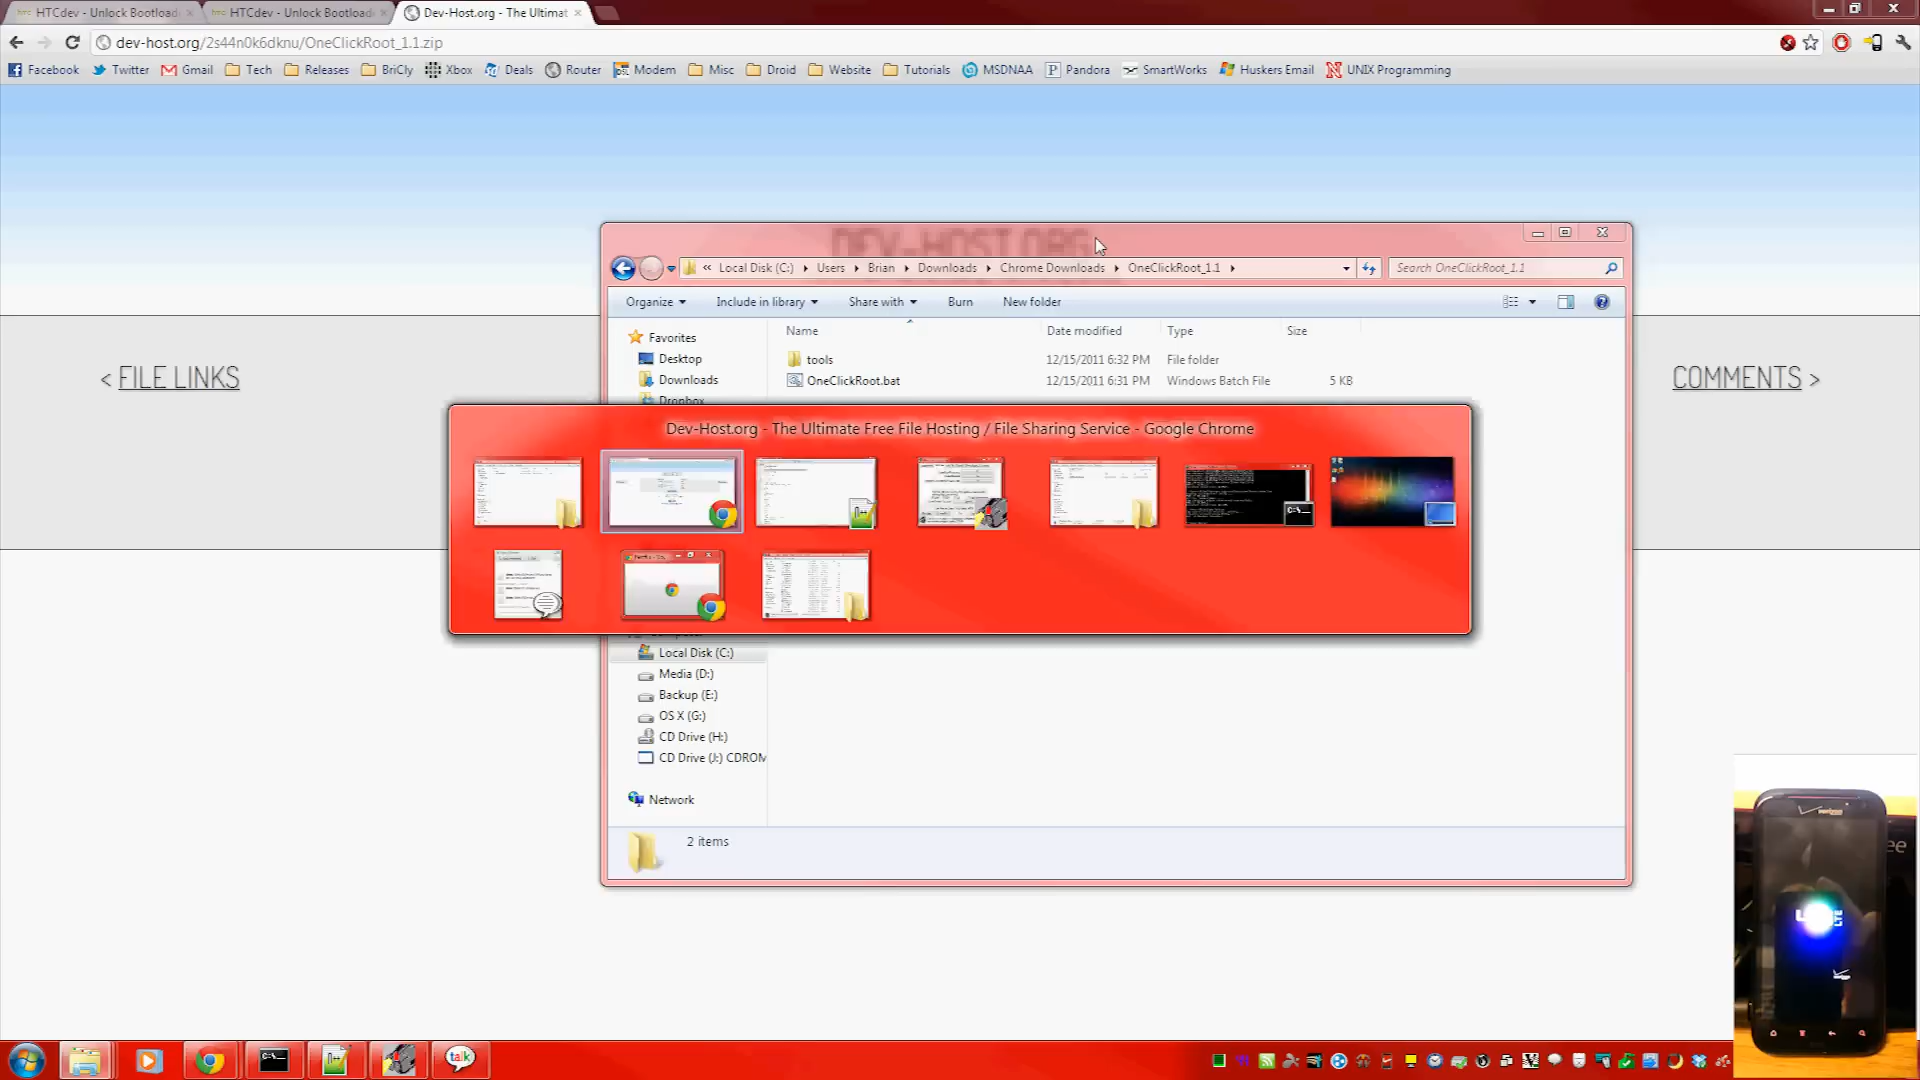 HTCdev - Unlock Bootload
HTCdev - Unlock Bootload
Dev-Host.org - The Ultimat
dev-host.org/2s44n0k6dknu/OneClickRoot_1.1.zip
Facebook
Twitter
Gmail
Tech
Releases
BriCly
Xbox
Deals
Router
Modem
Misc
Droid
Website
Tutorials
MSDNAA
Pandora
SmartWorks
Huskers Email
UNIX Programming
DEV-HOST.ORG
« Local Disk (C:) Users Brian Downloads Chrome Downloads OneClickRoot_1.1
Search OneClickRoot_1.1
Organize
Include in library
Share with
Burn
New folder
Name
Date modified
Type
Size
Favorites
Desktop
Downloads
Dropbox
tools 12/15/2011 6:32 PM File folder
OneClickRoot.bat 12/15/2011 6:31 PM Windows Batch File 5 KB
< FILE LINKS
COMMENTS >
Dev-Host.org - The Ultimate Free File Hosting / File Sharing Service - Google Chrome
Local Disk (C:)
Media (D:)
Backup (E:)
OS X (G:)
CD Drive (H:)
CD Drive (J:) CDROM
Network
2 items
talk
verizon
LTE